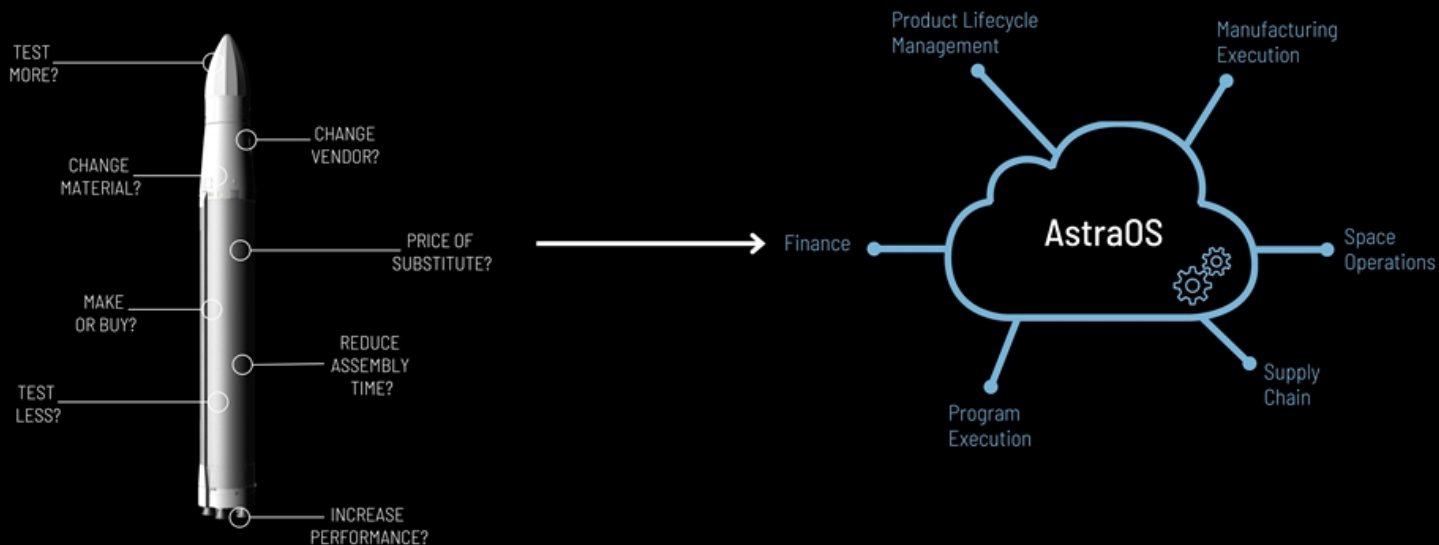 TEST
MORE?
CHANGE
VENDOR?
CHANGE
MATERIAL?
PRICE OF
SUBSTITUTE?
MAKE
OR BUY?
REDUCE
ASSEMBLY
TIME?
TEST
LESS?
INCREASE
PERFORMANCE?
Product Lifecycle
Management
Manufacturing
Execution
Finance
AstraOS
Space
Operations
Supply
Chain
Program
Execution